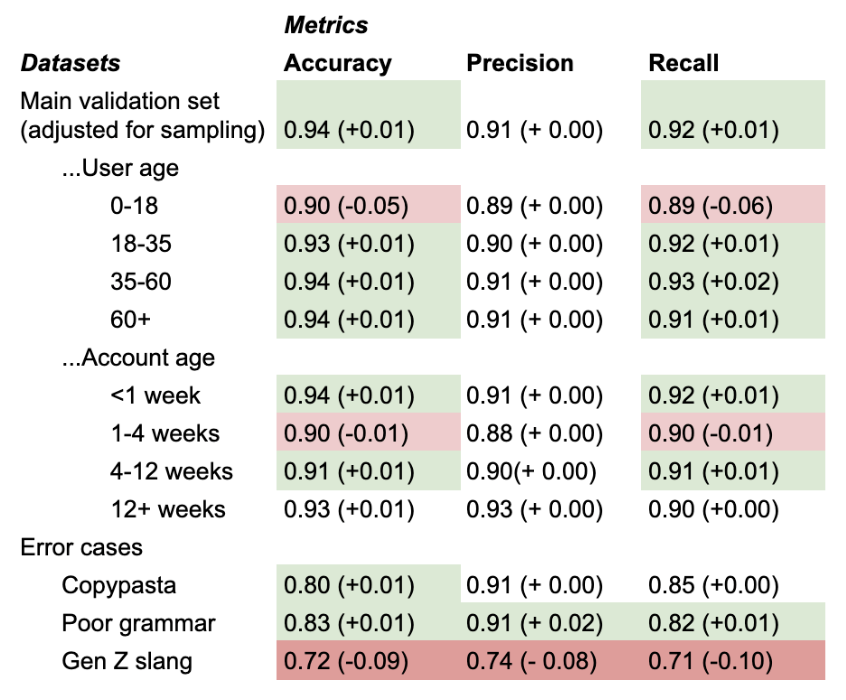 Metrics
Datasets Accuracy Precision Recall
Main validation set
(adjusted for sampling) 0.94 (+0.01) 0.91 (+ 0.00) 0.92 (+0.01)
...User age
0-18 0.90 (-0.05) 0.89 (+ 0.00) 0.89 (-0.06)
18-35 0.93 (+0.01) 0.90 (+ 0.00) 0.92 (+0.01)
35-60 0.94 (+0.01) 0.91 (+ 0.00) 0.93 (+0.02)
60+ 0.94 (+0.01) 0.91 (+ 0.00) 0.91 (+0.01)
...Account age
<1 week 0.94 (+0.01) 0.91 (+ 0.00) 0.92 (+0.01)
1-4 weeks 0.90 (-0.01) 0.88 (+ 0.00) 0.90 (-0.01)
4-12 weeks 0.91 (+0.01) 0.90(+ 0.00) 0.91 (+0.01)
12+ weeks 0.93 (+0.01) 0.93 (+ 0.00) 0.90 (+0.00)
Error cases
Copypasta 0.80 (+0.01) 0.91 (+ 0.00) 0.85 (+0.00)
Poor grammar 0.83 (+0.01) 0.91 (+ 0.02) 0.82 (+0.01)
Gen Z slang 0.72 (-0.09) 0.74 (- 0.08) 0.71 (-0.10)